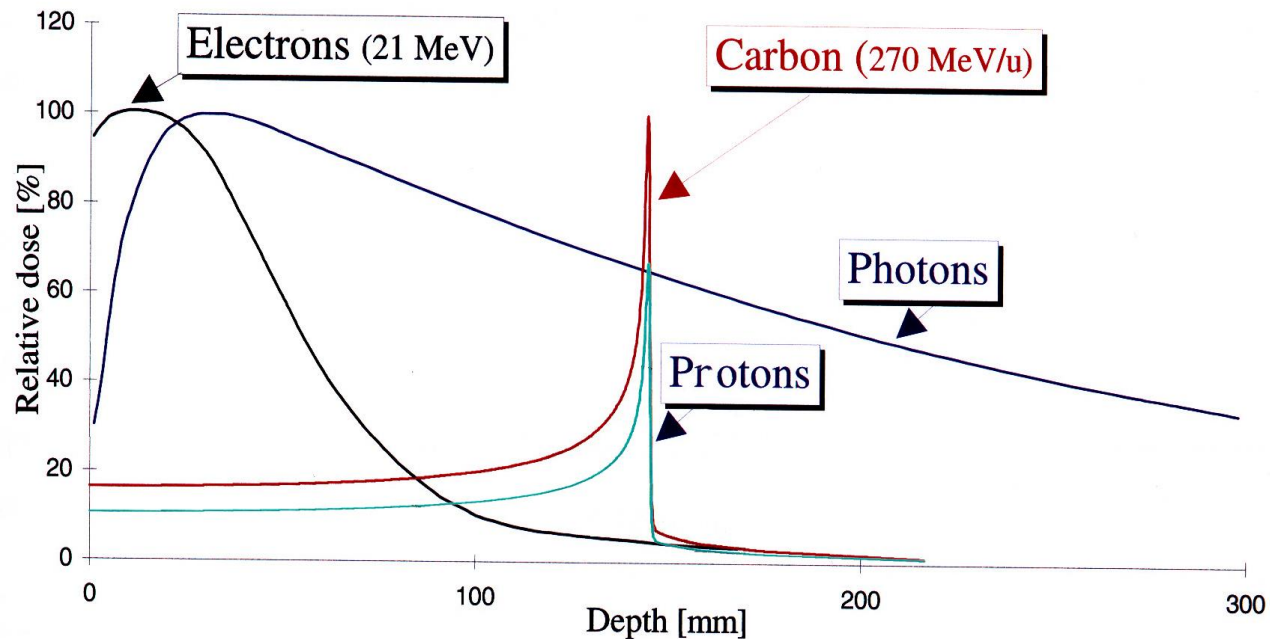 120
100
80
60
40
20
0
Relative dose [%]
Electrons (21 MeV)
Carbon (270 MeV/u)
Photons
Protons
0
100
200
300
Depth [mm]